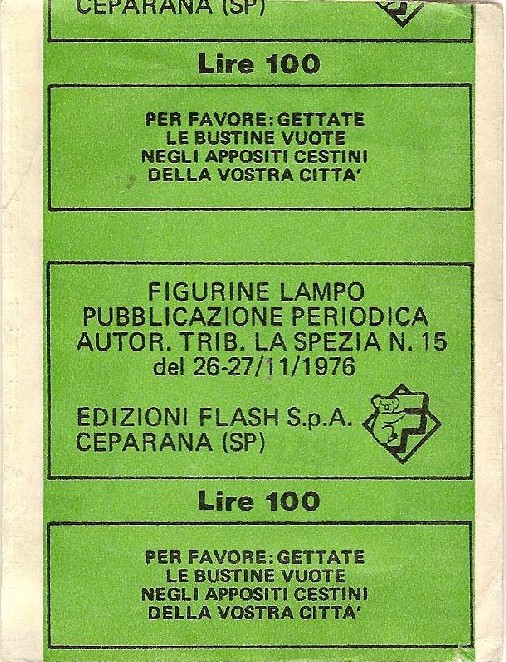 CEPARANA (SP)
Lire 100
PER FAVORE: GETTATE
LE BUSTINE VUOTE
NEGLI APPOSITI CESTINI
DELLA VOSTRA CITTA'
FIGURINE LAMPO
PUBBLICAZIONE PERIODICA
AUTOR. TRIB. LA SPEZIA N. 15
del 26-27/11/1976
EDIZIONI FLASH S.p.A.
CEPARANA (SP)
Lire 100
PER FAVORE: GETTATE
LE BUSTINE VUOTE
NEGLI APPOSITI CESTINI
DELLA VOSTRA CITTA'